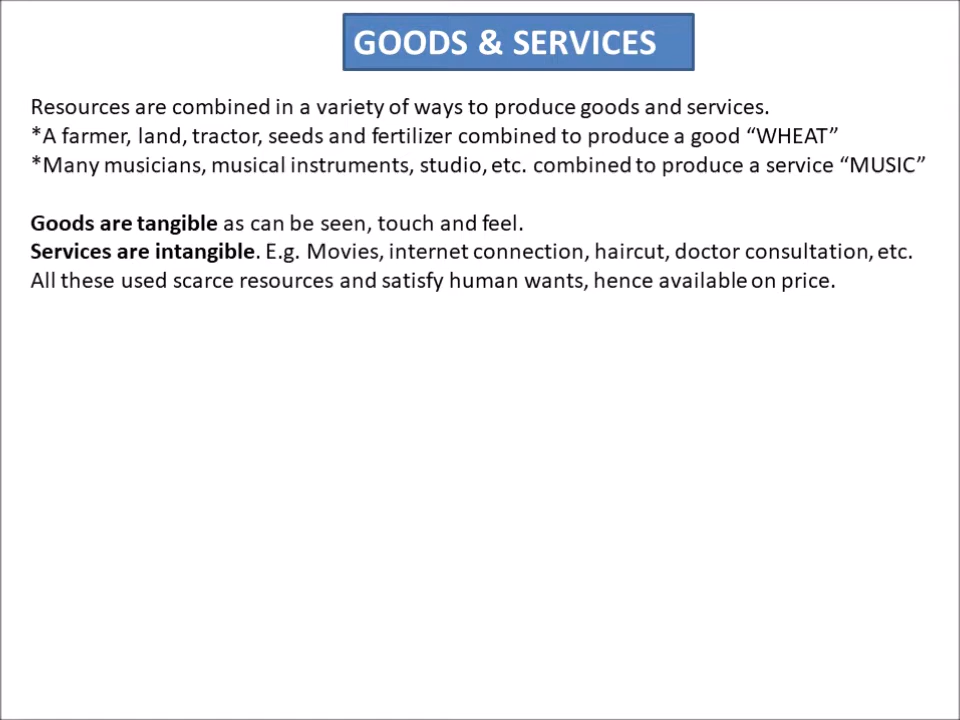 GOODS & SERVICES
Resources are combined in a variety of ways to produce goods and services.
*A farmer, land, tractor, seeds and fertilizer combined to produce a good “WHEAT”
*Many musicians, musical instruments, studio, etc. combined to produce a service “MUSIC”
Goods are tangible as can be seen, touch and feel.
Services are intangible. E.g. Movies, internet connection, haircut, doctor consultation, etc.
All these used scarce resources and satisfy human wants, hence available on price.